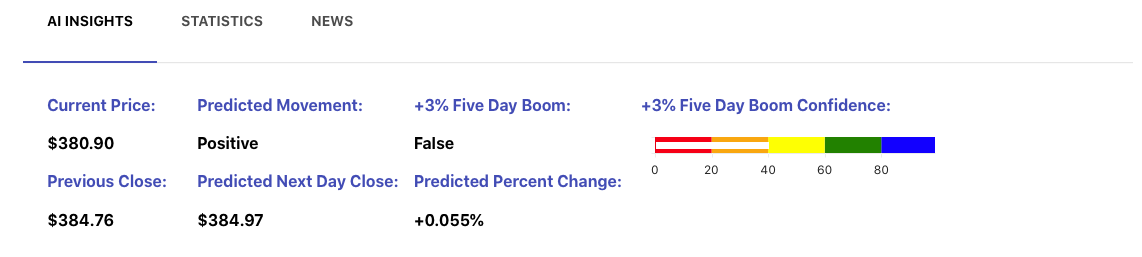 AI INSIGHTS STATISTICS NEWS
Current Price: Predicted Movement: +3% Five Day Boom: +3% Five Day Boom Confidence:
$380.90 Positive False
0 20 40 60 80
Previous Close: Predicted Next Day Close: Predicted Percent Change:
$384.76 $384.97 +0.055%